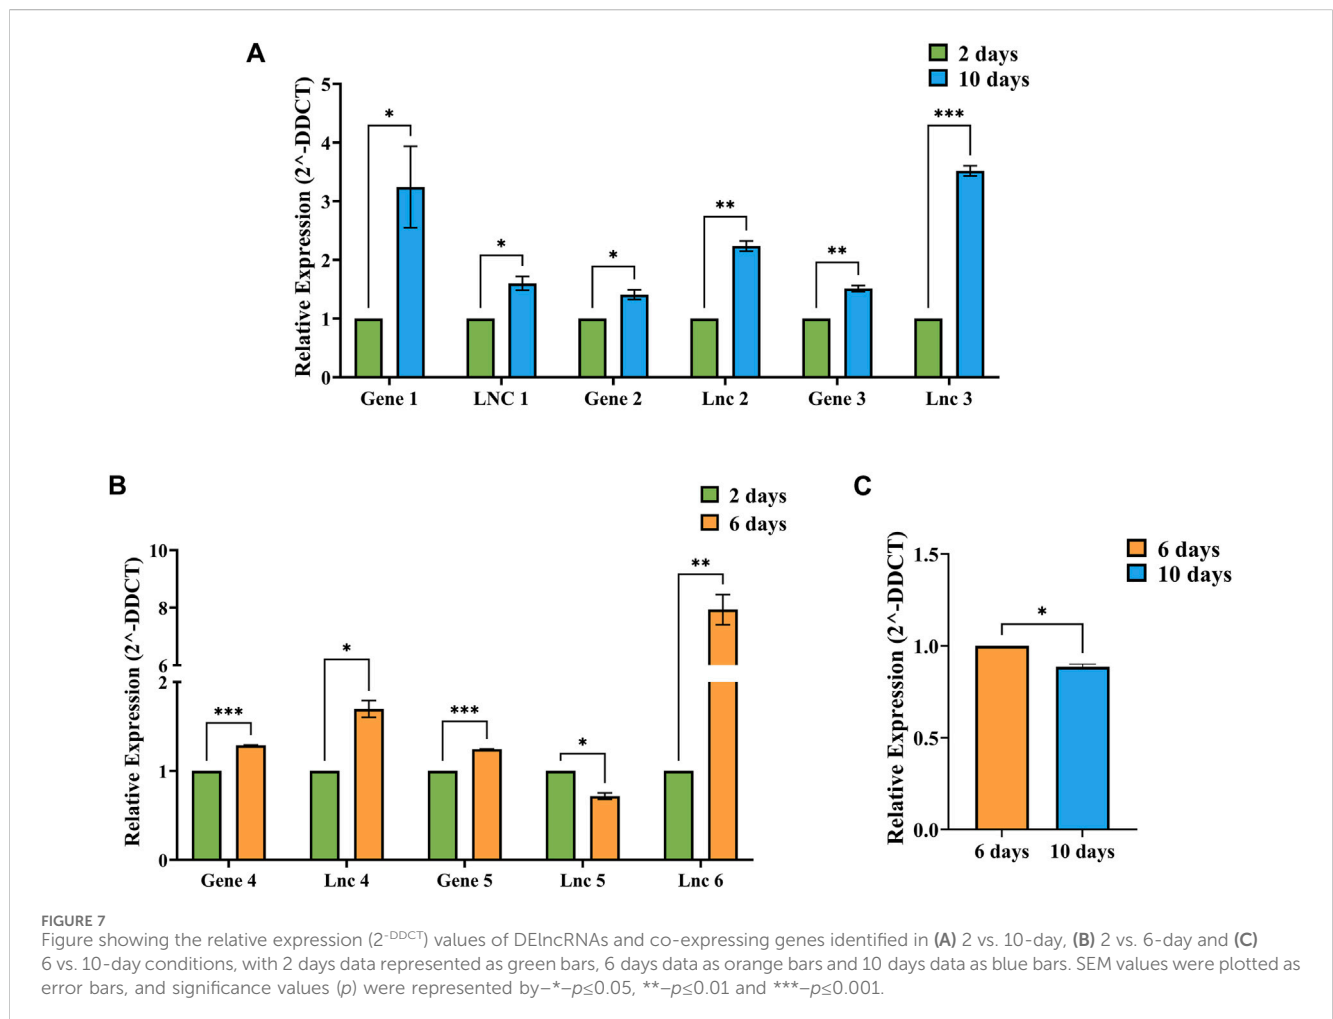 A
2 days
10 days
Relative Expression (2^-DDCT)
5
4
3
2
1
0
*
*
*
**
**
***
Gene 1 LNC 1 Gene 2 Lnc 2 Gene 3 Lnc 3
B
2 days
6 days
Relative Expression (2^-DDCT)
10
8
6
2
1
0
***
*
***
*
**
Gene 4 Lnc 4 Gene 5 Lnc 5 Lnc 6
C
6 days
10 days
Relative Expression (2^-DDCT)
1.5
1.0
0.5
0.0
*
6 days 10 days
FIGURE 7
Figure showing the relative expression (2-DDCT) values of DElncRNAs and co-expressing genes identified in (A) 2 vs. 10-day, (B) 2 vs. 6-day and (C)
6 vs. 10-day conditions, with 2 days data represented as green bars, 6 days data as orange bars and 10 days data as blue bars. SEM values were plotted as
error bars, and significance values (p) were represented by–*–p≤0.05, **–p≤0.01 and ***–p≤0.001.